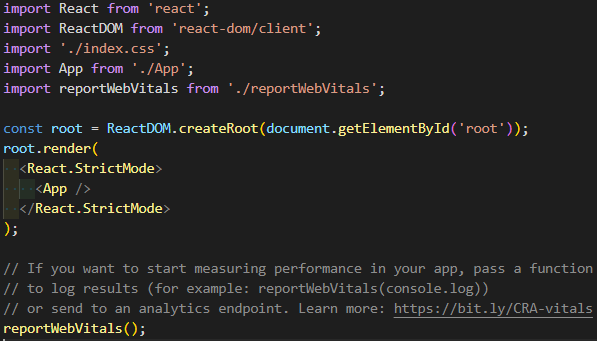 import React from 'react';
import ReactDOM from 'react-dom/client';
import './index.css';
import App from './App';
import reportWebVitals from './reportWebVitals';

const root = ReactDOM.createRoot(document.getElementById('root'));
root.render(
  <React.StrictMode>
    <App />
  </React.StrictMode>
);

// If you want to start measuring performance in your app, pass a function
// to log results (for example: reportWebVitals(console.log))
// or send to an analytics endpoint. Learn more: https://bit.ly/CRA-vitals
reportWebVitals();